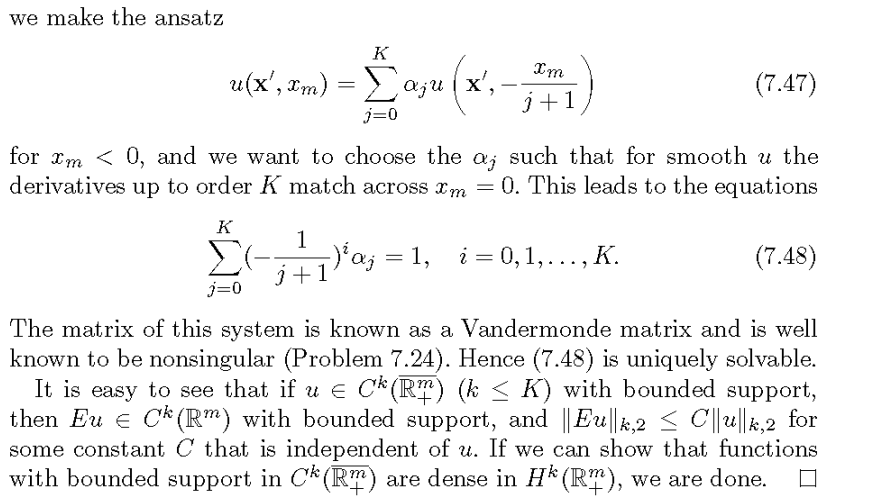 we make the ansatz
u(x′, x_m) = \sum_{j=0}^{K} α_j u (x′, −\frac{x_m}{j+1}) (7.47)
for x_m < 0, and we want to choose the α_j such that for smooth u the
derivatives up to order K match across x_m = 0. This leads to the equations
\sum_{j=0}^{K} (−\frac{1}{j+1})^i α_j = 1, i = 0, 1, . . . , K. (7.48)
The matrix of this system is known as a Vandermonde matrix and is well
known to be nonsingular (Problem 7.24). Hence (7.48) is uniquely solvable.
It is easy to see that if u ∈ C^k(\overline{ℝ^m_+}) (k ≤ K) with bounded support,
then Eu ∈ C^k(ℝ^m) with bounded support, and ‖Eu‖_{k,2} ≤ C‖u‖_{k,2} for
some constant C that is independent of u. If we can show that functions
with bounded support in C^k(\overline{ℝ^m_+}) are dense in H^k(ℝ^m_+), we are done. □